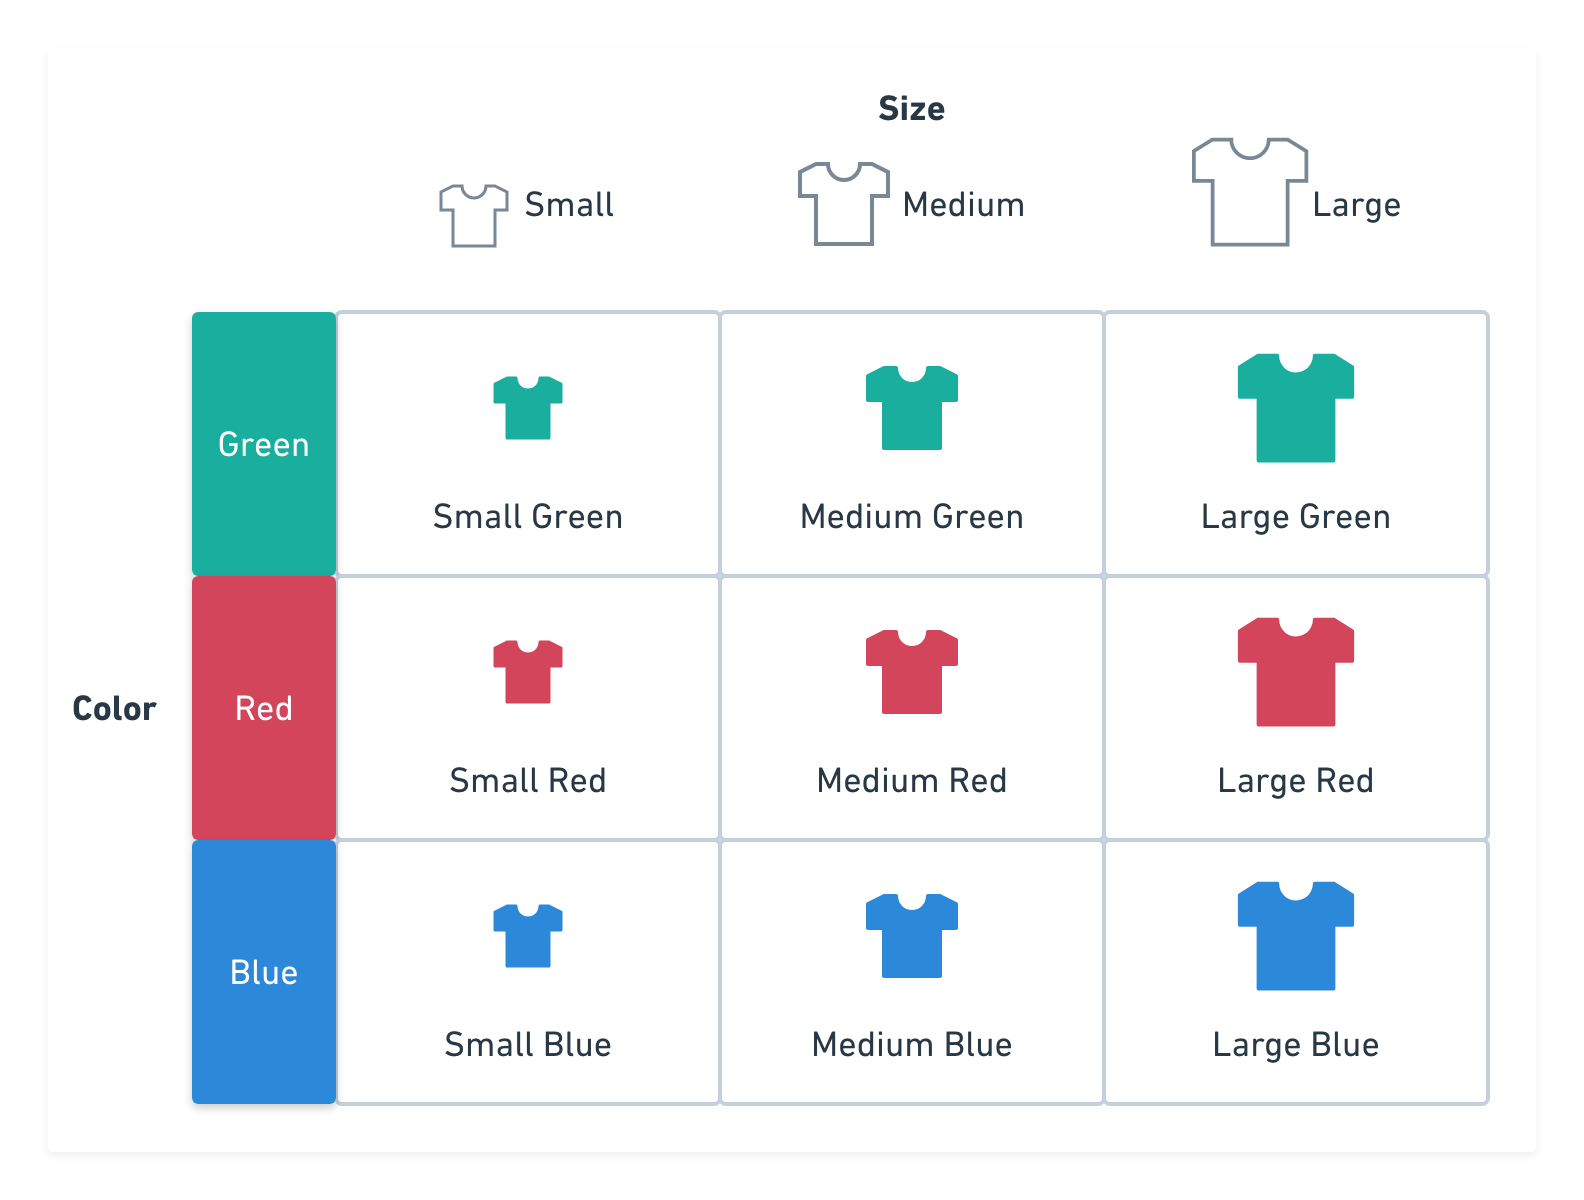 Size
Small
Medium
Large
Green
Small Green
Medium Green
Large Green
Color
Red
Small Red
Medium Red
Large Red
Blue
Small Blue
Medium Blue
Large Blue